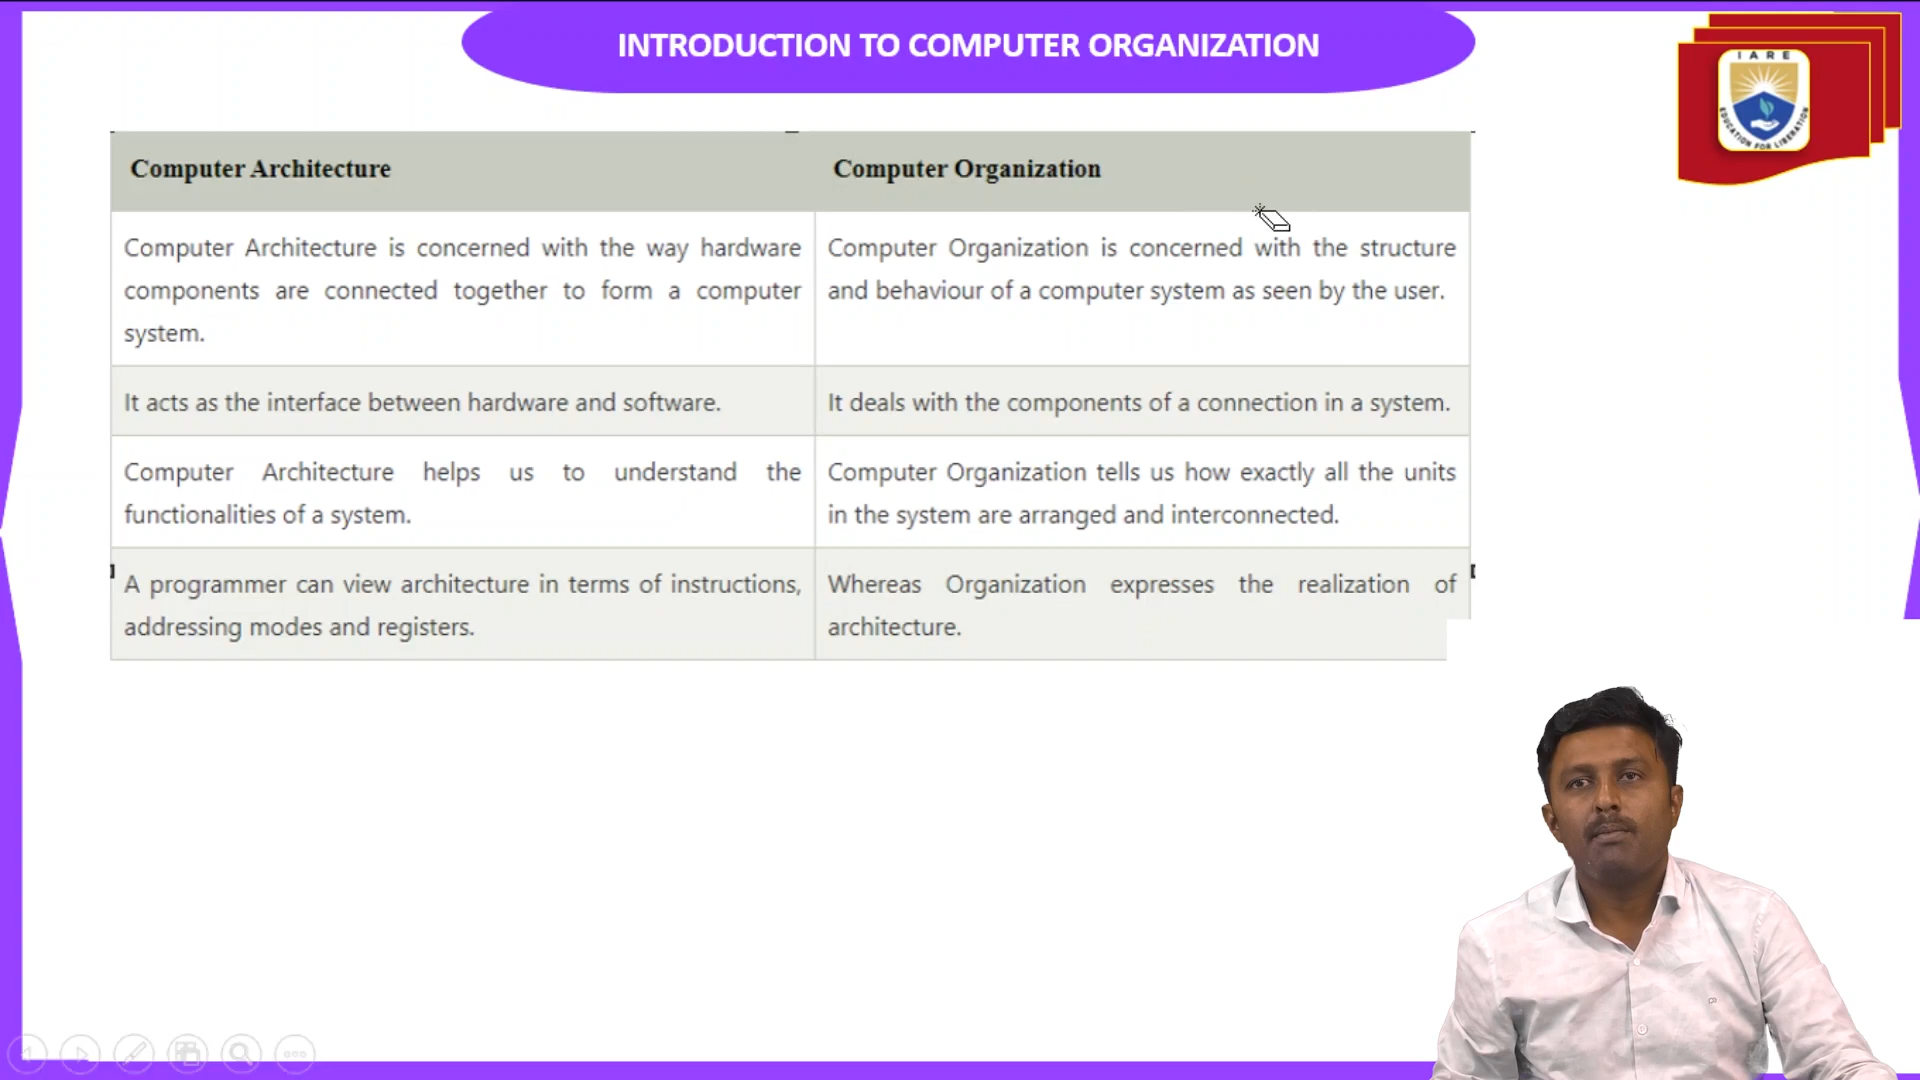 INTRODUCTION TO COMPUTER ORGANIZATION
IARE
EDUCATION FOR LIBERATION
Computer Architecture
Computer Organization
Computer Architecture is concerned with the way hardware
components are connected together to form a computer
system.
Computer Organization is concerned with the structure
and behaviour of a computer system as seen by the user.
It acts as the interface between hardware and software.
It deals with the components of a connection in a system.
Computer Architecture helps us to understand the
functionalities of a system.
Computer Organization tells us how exactly all the units
in the system are arranged and interconnected.
A programmer can view architecture in terms of instructions,
addressing modes and registers.
Whereas Organization expresses the realization of
architecture.